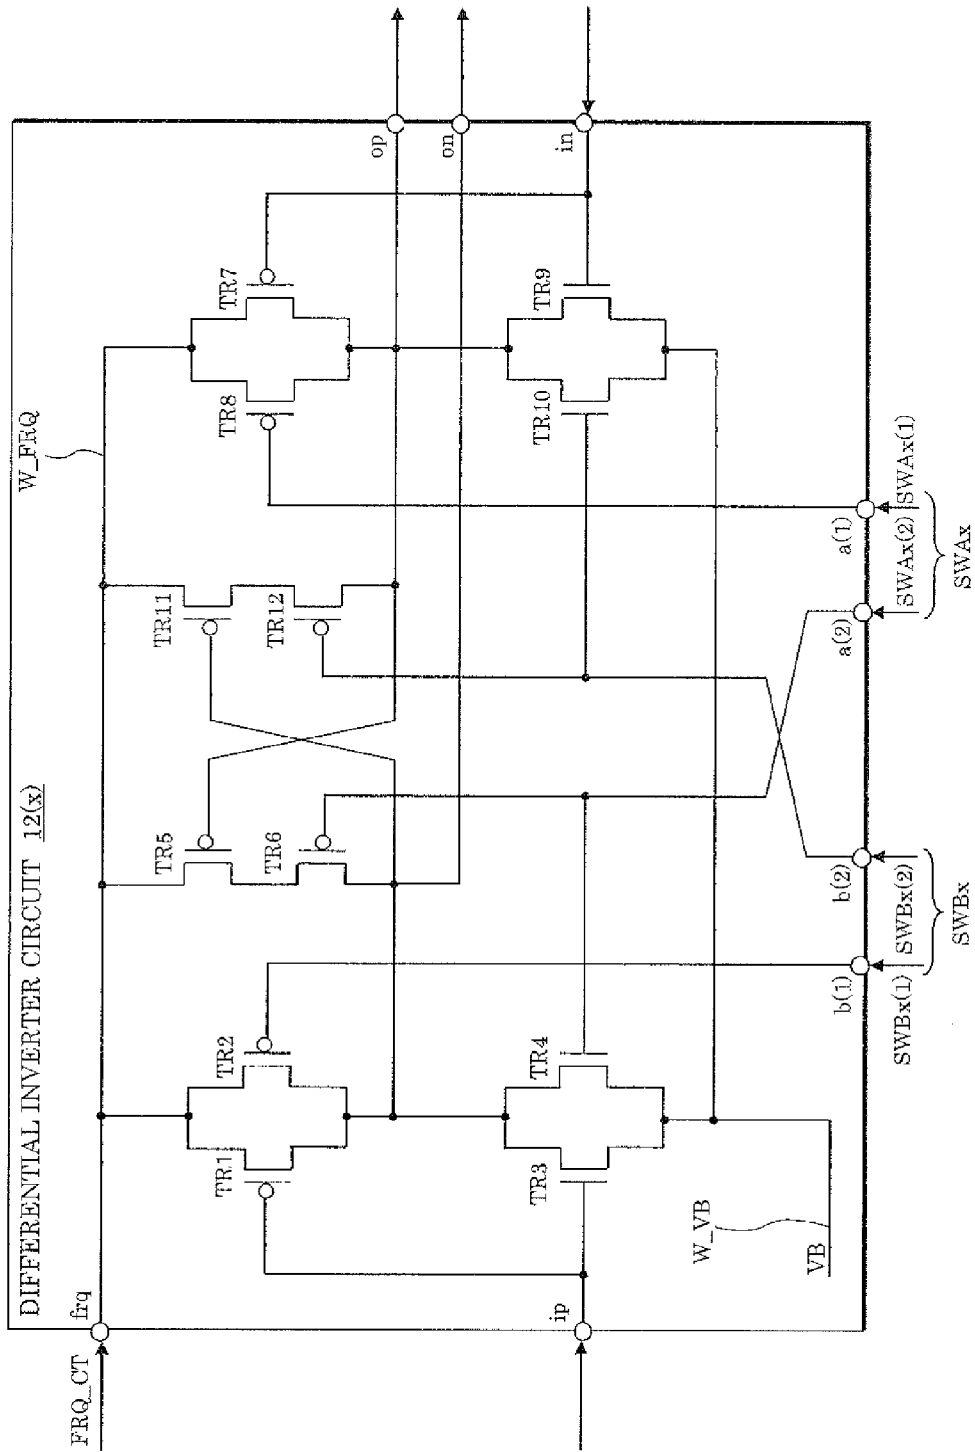 DIFFERENTIAL INVERTER CIRCUIT 12(x)
FRQ_CT
frq
W_FRQ
TR1
TR2
TR5
TR6
TR11
TR12
TR8
TR7
op
on
in
ip
TR3
TR4
TR10
TR9
W_VB
VB
b(1)
b(2)
a(2)
a(1)
SWBx(1)
SWBx(2)
SWAx(2)
SWAx(1)
SWBx
SWAx